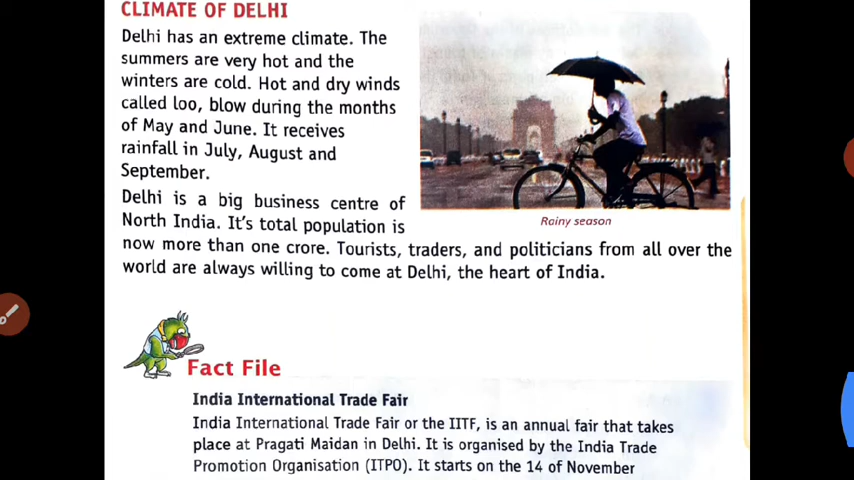 CLIMATE OF DELHI
Delhi has an extreme climate. The
summers are very hot and the
winters are cold. Hot and dry winds
called loo, blow during the months
of May and June. It receives
rainfall in July, August and
September.
Delhi is a big business centre of
North India. It's total population is
now more than one crore. Tourists, traders, and politicians from all over the
world are always willing to come at Delhi, the heart of India.
Rainy season
Fact File
India International Trade Fair
India International Trade Fair or the IITF, is an annual fair that takes
place at Pragati Maidan in Delhi. It is organised by the India Trade
Promotion Organisation (ITPO). It starts on the 14 of November